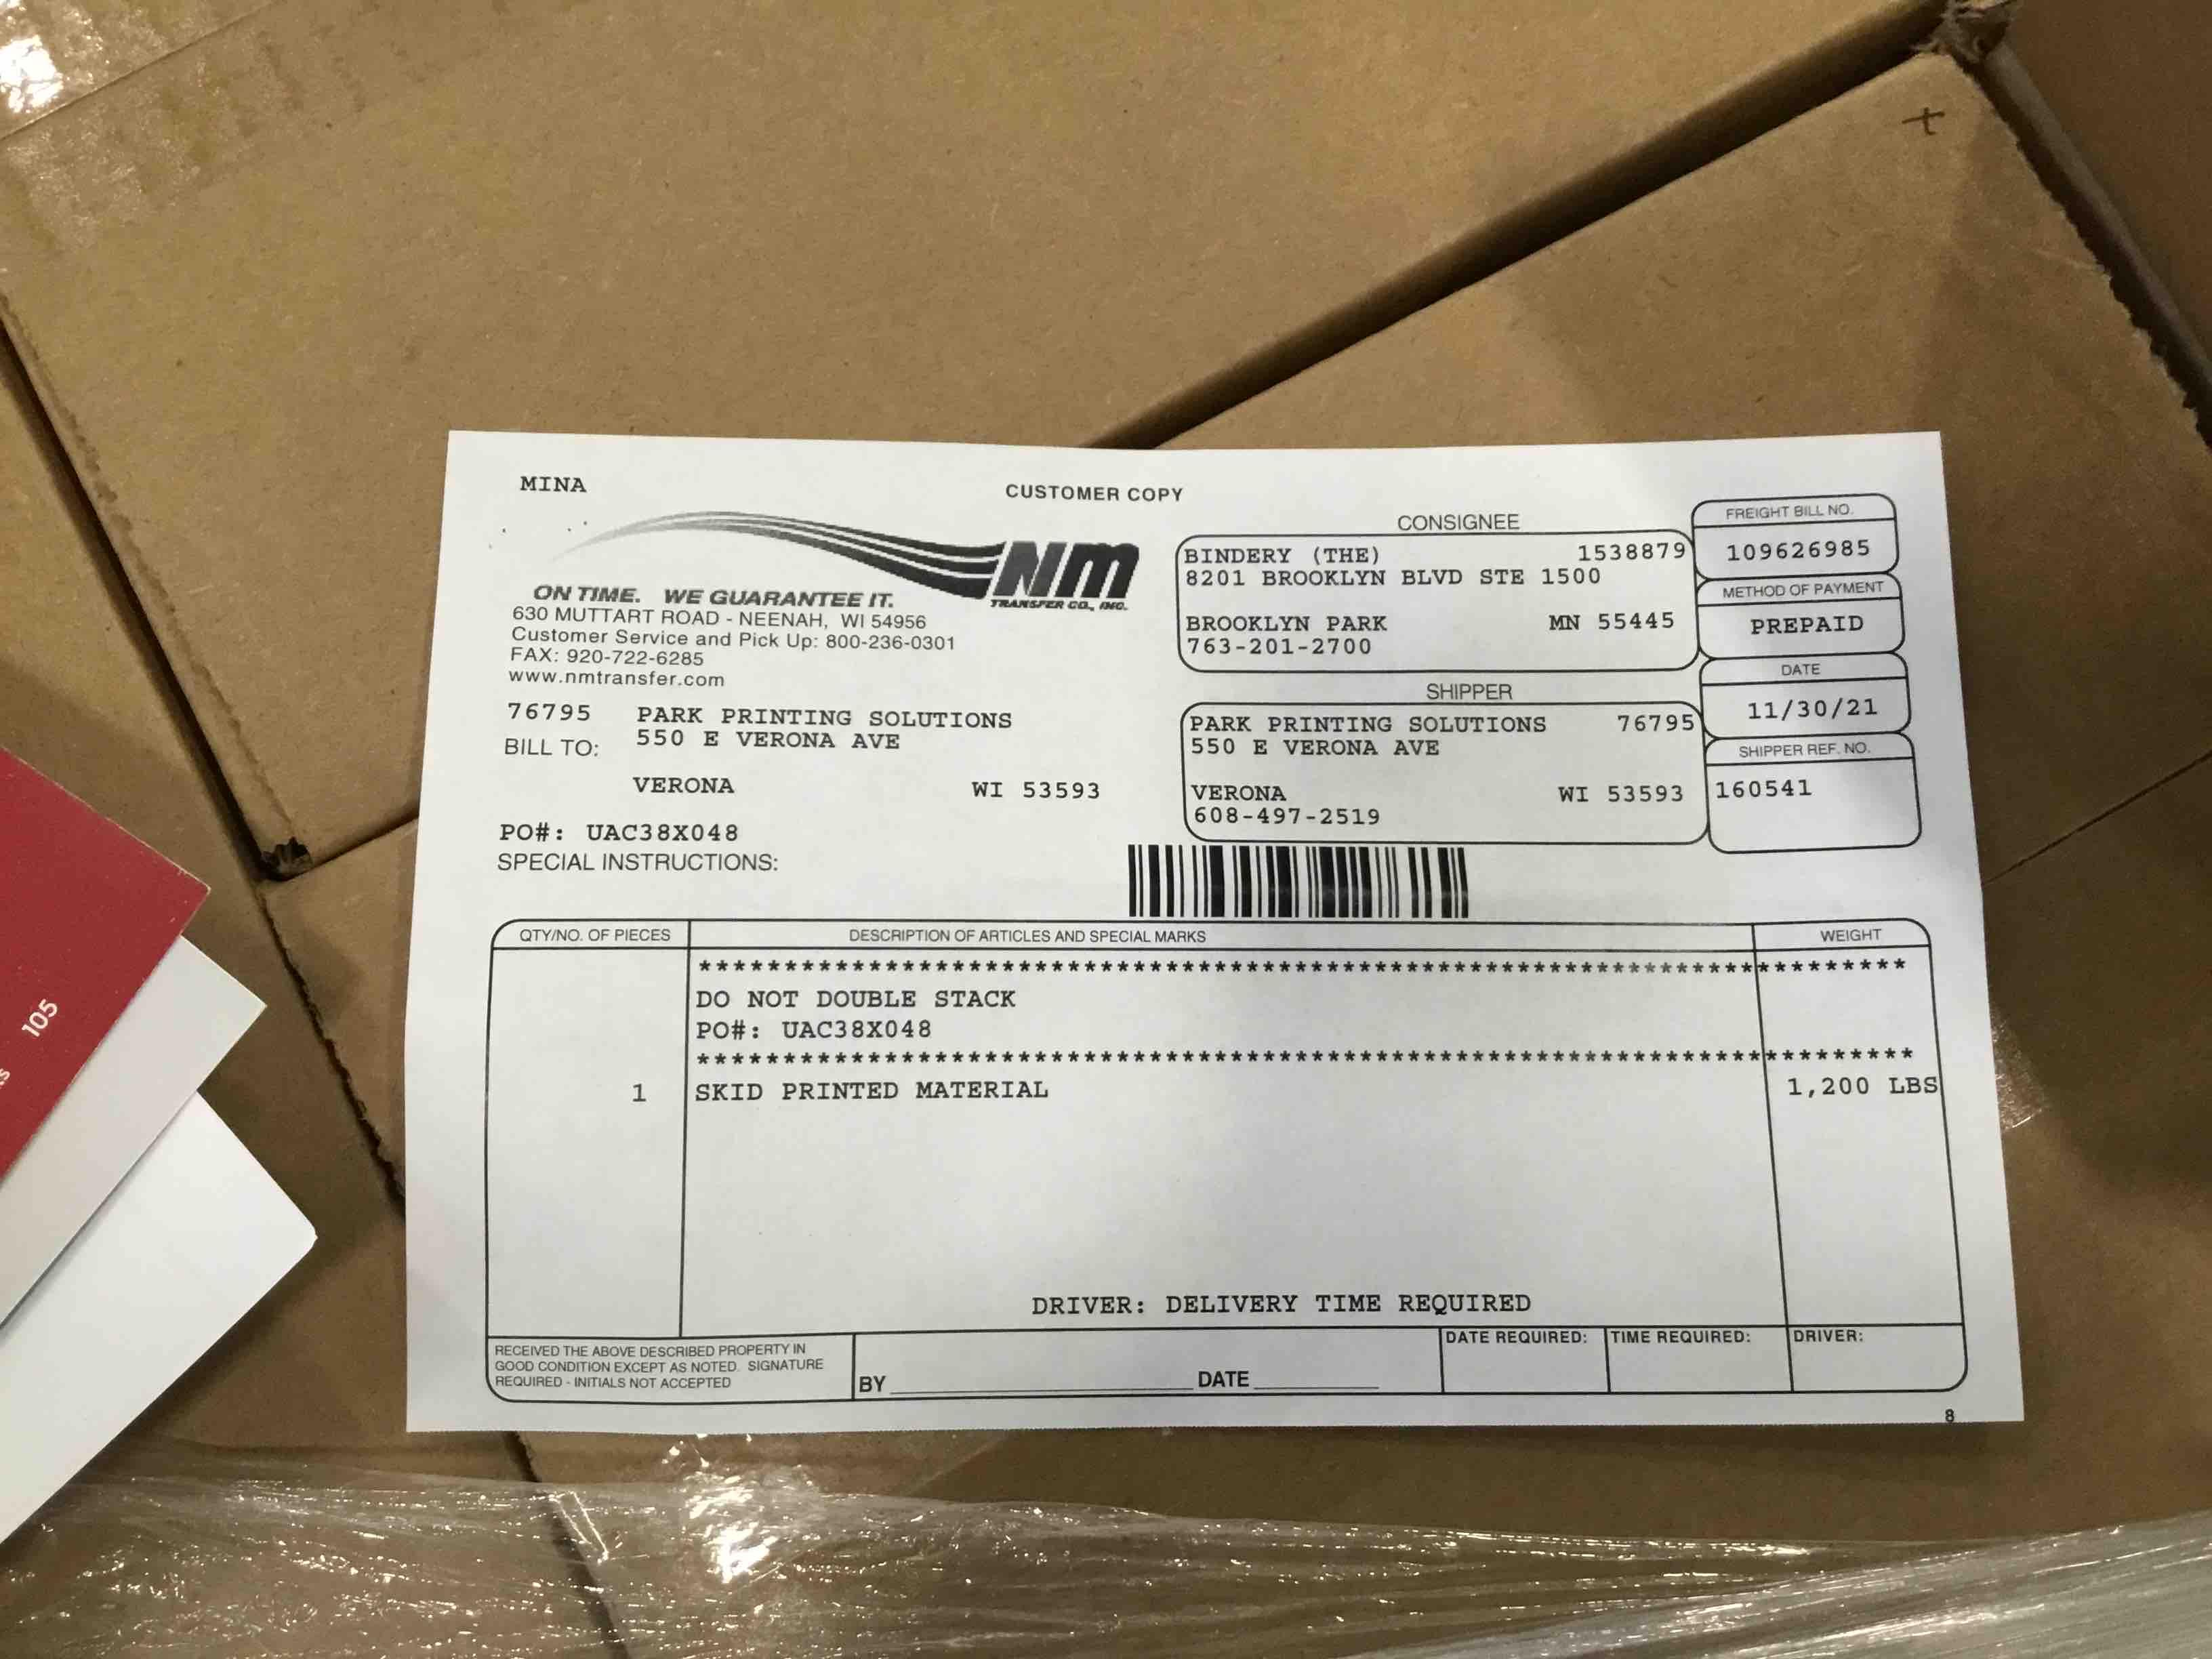 MINA
CUSTOMER COPY
NM
TRANSFER CO., INC.
ON TIME. WE GUARANTEE IT.
630 MUTTART ROAD - NEENAH, WI 54956
Customer Service and Pick Up: 800-236-0301
FAX: 920-722-6285
www.nmtransfer.com
CONSIGNEE
BINDERY (THE) 1538879
8201 BROOKLYN BLVD STE 1500
BROOKLYN PARK MN 55445
763-201-2700
FREIGHT BILL NO.
109626985
METHOD OF PAYMENT
PREPAID
DATE
11/30/21
SHIPPER REF. NO.
160541
76795 PARK PRINTING SOLUTIONS
BILL TO: 550 E VERONA AVE
VERONA WI 53593
SHIPPER
PARK PRINTING SOLUTIONS 76795
550 E VERONA AVE
VERONA WI 53593
608-497-2519
PO#: UAC38X048
SPECIAL INSTRUCTIONS:
QTY/NO. OF PIECES DESCRIPTION OF ARTICLES AND SPECIAL MARKS WEIGHT
DO NOT DOUBLE STACK
PO#: UAC38X048
1 SKID PRINTED MATERIAL 1,200 LBS
DRIVER: DELIVERY TIME REQUIRED
RECEIVED THE ABOVE DESCRIBED PROPERTY IN
GOOD CONDITION EXCEPT AS NOTED. SIGNATURE
REQUIRED - INITIALS NOT ACCEPTED
BY DATE
DATE REQUIRED: TIME REQUIRED: DRIVER:
8
105